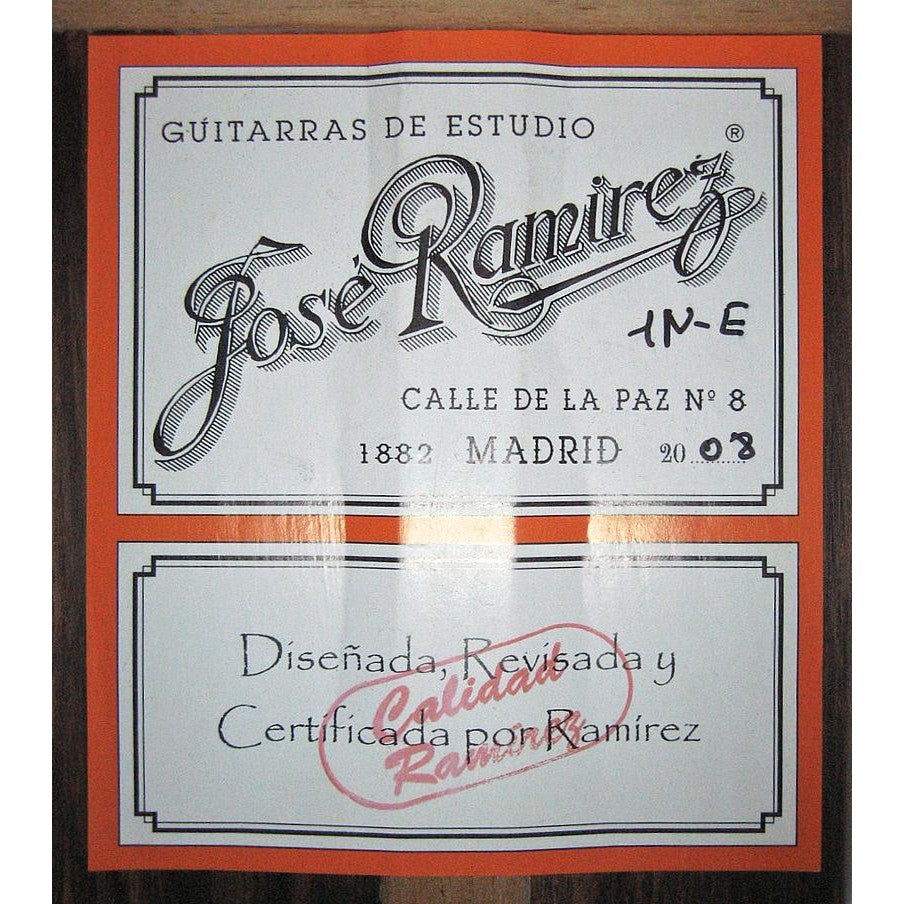 GUITARRAS DE ESTUDIO
®
José Ramirez
1N-E
CALLE DE LA PAZ Nº 8
1882 MADRID 2008
Diseñada, Revisada y
Certificada por Ramírez
Calidad
Ramírez